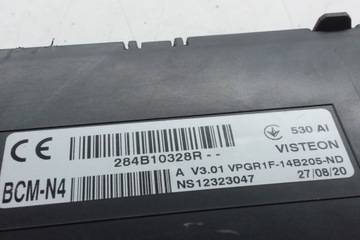 CE 530 AI
284B10328R-- VISTEON
BCM-N4 A V3.01 VPGR1F-14B205-ND
NS12323047 27/08/20